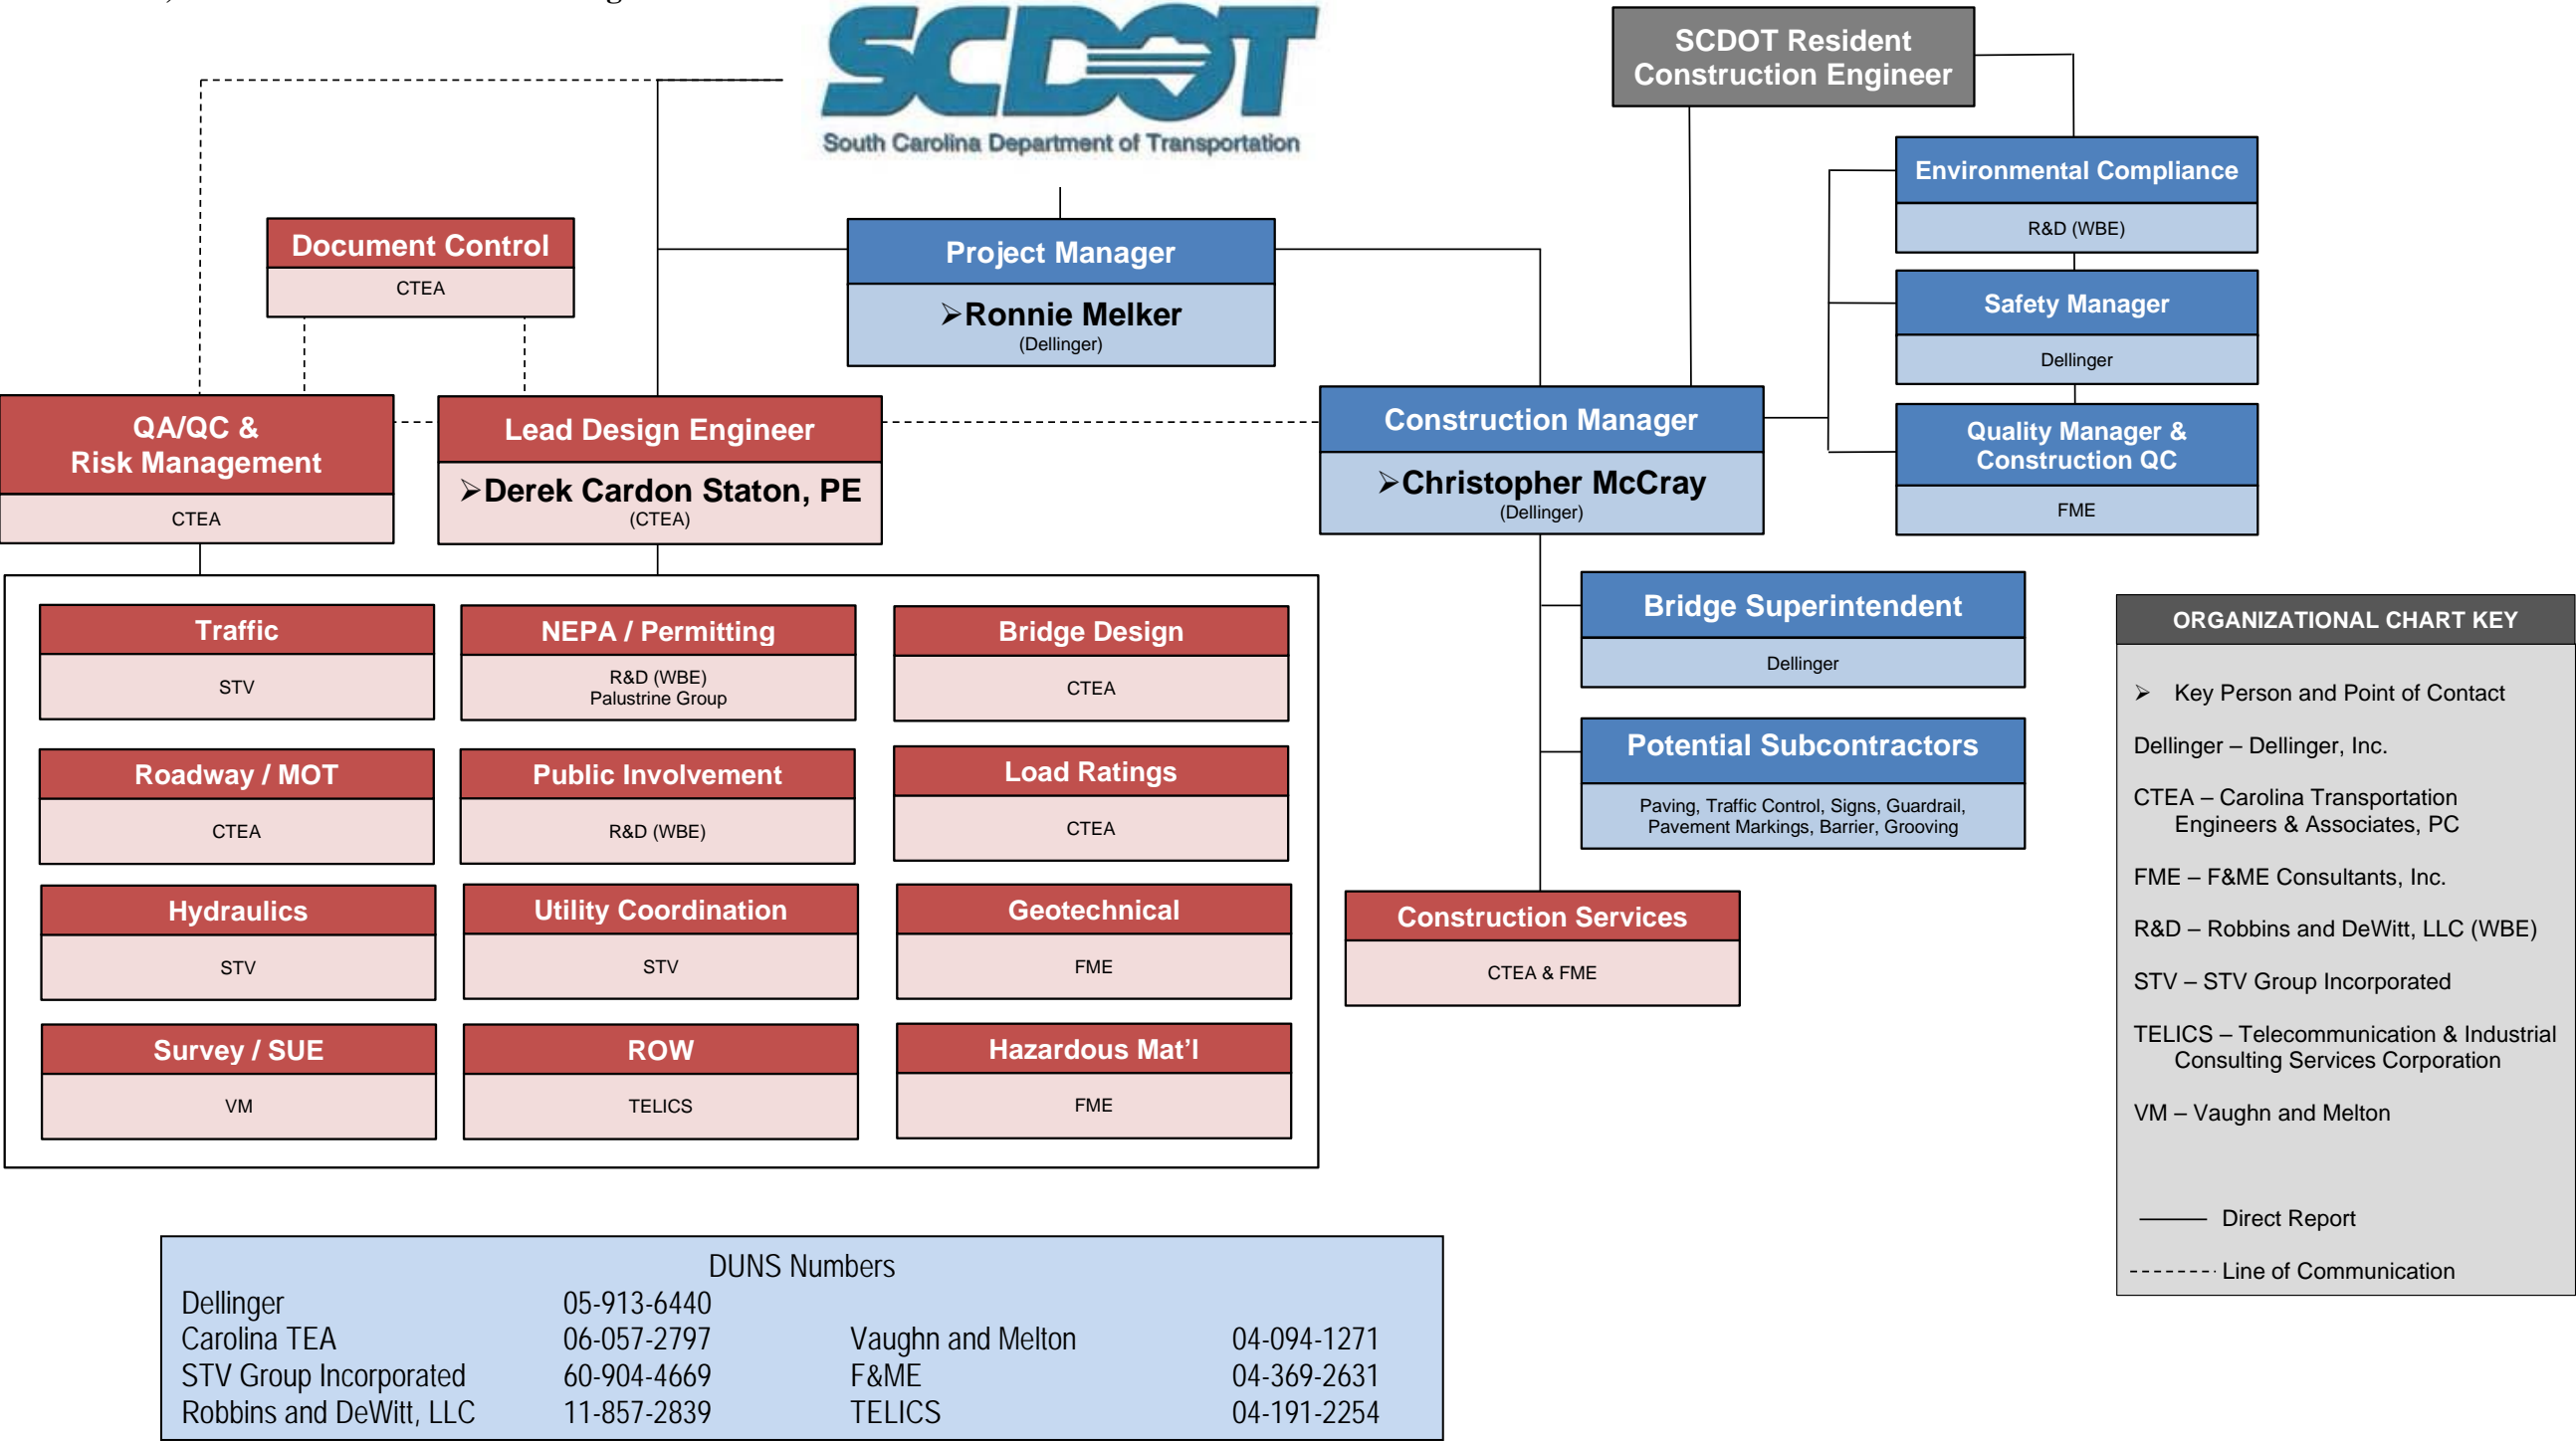 SCDOT
South Carolina Department of Transportation
SCDOT Resident
Construction Engineer
Environmental Compliance
R&D (WBE)
Document Control
CTEA
Project Manager
➢Ronnie Melker
(Dellinger)
Safety Manager
Dellinger
QA/QC &
Risk Management
CTEA
Lead Design Engineer
➢Derek Cardon Staton, PE
(CTEA)
Construction Manager
➢Christopher McCray
(Dellinger)
Quality Manager &
Construction QC
FME
Traffic
STV
NEPA / Permitting
R&D (WBE)
Palustrine Group
Bridge Design
CTEA
Roadway / MOT
CTEA
Public Involvement
R&D (WBE)
Load Ratings
CTEA
Hydraulics
STV
Utility Coordination
STV
Geotechnical
FME
Survey / SUE
VM
ROW
TELICS
Hazardous Mat’l
FME
Bridge Superintendent
Dellinger
Potential Subcontractors
Paving, Traffic Control, Signs, Guardrail,
Pavement Markings, Barrier, Grooving
Construction Services
CTEA & FME
ORGANIZATIONAL CHART KEY
➢ Key Person and Point of Contact
Dellinger – Dellinger, Inc.
CTEA – Carolina Transportation
Engineers & Associates, PC
FME – F&ME Consultants, Inc.
R&D – Robbins and DeWitt, LLC (WBE)
STV – STV Group Incorporated
TELICS – Telecommunication & Industrial
Consulting Services Corporation
VM – Vaughn and Melton
Direct Report
Line of Communication
DUNS Numbers
Dellinger 05-913-6440
Carolina TEA 06-057-2797 Vaughn and Melton 04-094-1271
STV Group Incorporated 60-904-4669 F&ME 04-369-2631
Robbins and DeWitt, LLC 11-857-2839 TELICS 04-191-2254